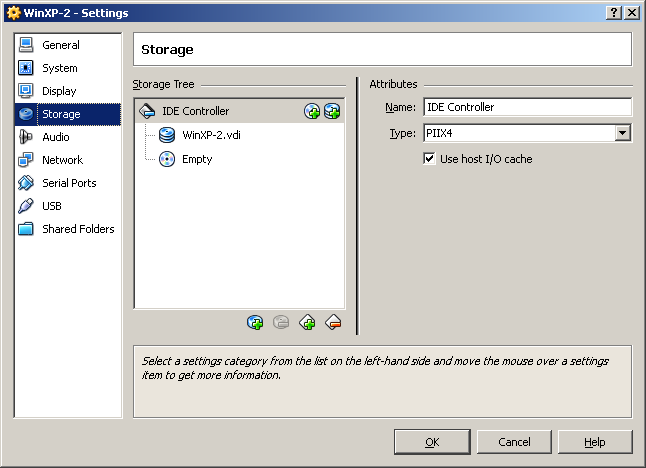 WinXP-2 - Settings
General
System
Display
Storage
Audio
Network
Serial Ports
USB
Shared Folders
Storage
Storage Tree
IDE Controller
WinXP-2.vdi
Empty
Attributes
Name: IDE Controller
Type: PIIX4
Use host I/O cache
Select a settings category from the list on the left-hand side and move the mouse over a settings
item to get more information.
OK Cancel Help